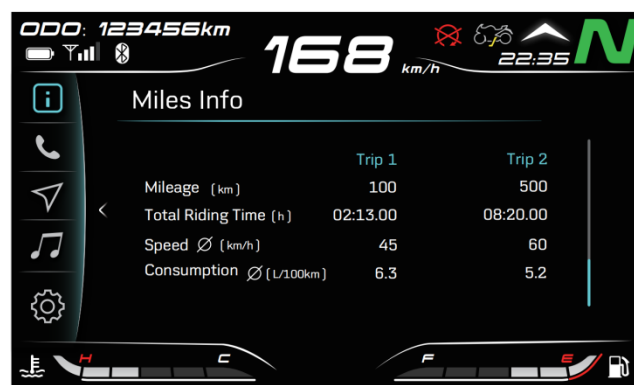 ODO: 123456km
168 km/h
22:35
N
i
Miles Info
Trip 1 Trip 2
Mileage (km) 100 500
Total Riding Time (h) 02:13.00 08:20.00
Speed Ø (km/h) 45 60
Consumption Ø (L/100km) 6.3 5.2
H C F E